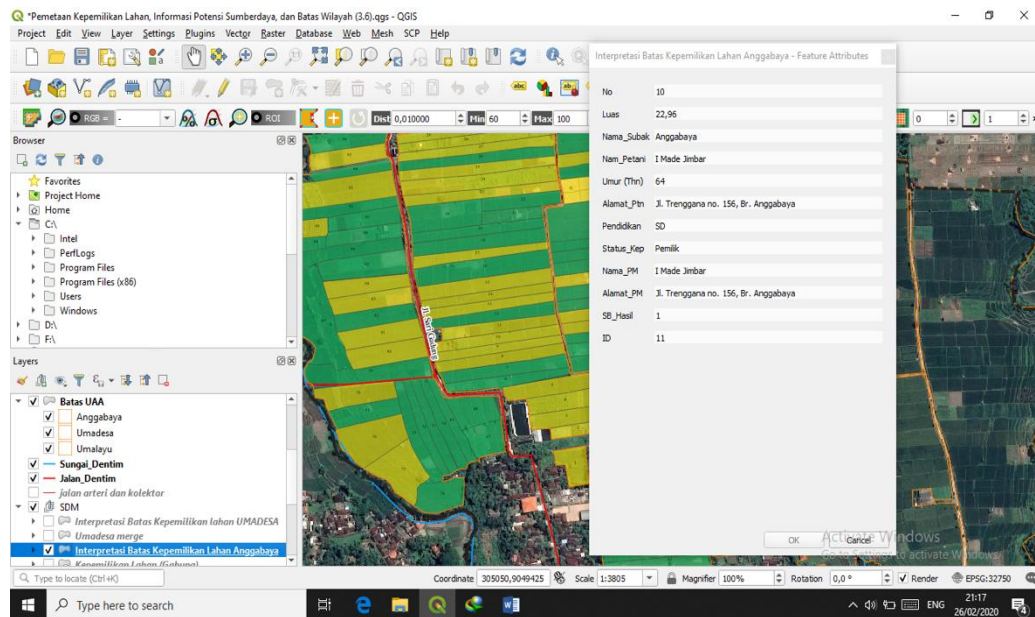 *Pemetaan Kepemilikan Lahan, Informasi Potensi Sumberdaya, dan Batas Wilayah (3.6).qgs - QGIS
Project Edit View Layer Settings Plugins Vector Raster Database Web Mesh SCP Help
RGB = - ROI Dist 0,010000 Min 60 Max 100 0 1
Browser
Favorites
Project Home
Home
C:\
Intel
PerfLogs
Program Files
Program Files (x86)
Users
Windows
D:\
F:\
Layers
Batas UAA
Anggabaya
Umadesa
Umalayu
Sungai_Dentim
Jalan_Dentim
jalan arteri dan kolektor
SDM
Interpretasi Batas Kepemilikan lahan UMADESA
Umadesa merge
Interpretasi Batas Kepemilikan Lahan Anggabaya
Kepemilikan Lahan (Gabung)
Jl. Sari Gadung
Interpretasi Batas Kepemilikan Lahan Anggabaya - Feature Attributes
No 10
Luas 22,96
Nama_Subak Anggabaya
Nam_Petani I Made Jimbar
Umur (Thn) 64
Alamat_Ptn Jl. Trenggana no. 156, Br. Anggabaya
Pendidikan SD
Status_Kep Pemilik
Nama_PM I Made Jimbar
Alamat_PM Jl. Trenggana no. 156, Br. Anggabaya
SB_Hasil 1
ID 11
OK Cancel
Activate Windows
Go to Settings to activate Windows.
Type to locate (Ctrl+K) Coordinate 305050,9049425 Scale 1:3805 Magnifier 100% Rotation 0,0 ° Render EPSG:32750
Type here to search ENG 21:17
26/02/2020